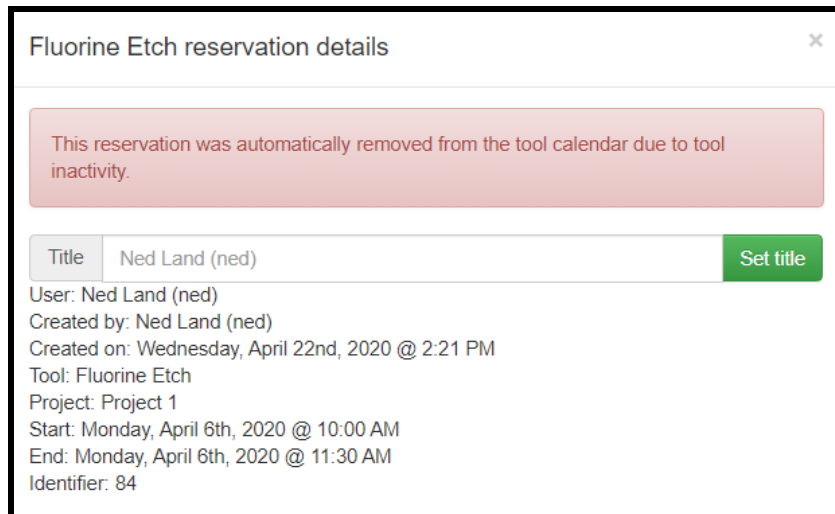 Fluorine Etch reservation details
×
This reservation was automatically removed from the tool calendar due to tool
inactivity.
Title Ned Land (ned) Set title
User: Ned Land (ned)
Created by: Ned Land (ned)
Created on: Wednesday, April 22nd, 2020 @ 2:21 PM
Tool: Fluorine Etch
Project: Project 1
Start: Monday, April 6th, 2020 @ 10:00 AM
End: Monday, April 6th, 2020 @ 11:30 AM
Identifier: 84